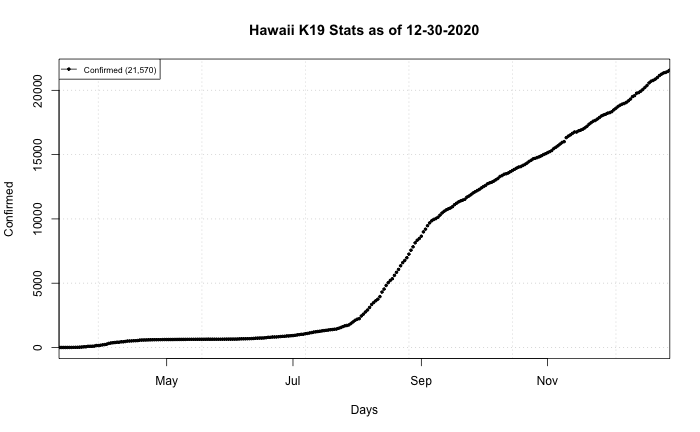 Hawaii K19 Stats as of 12-30-2020
Confirmed (21,570)
Confirmed
20000
15000
10000
5000
0
May
Jul
Sep
Nov
Days